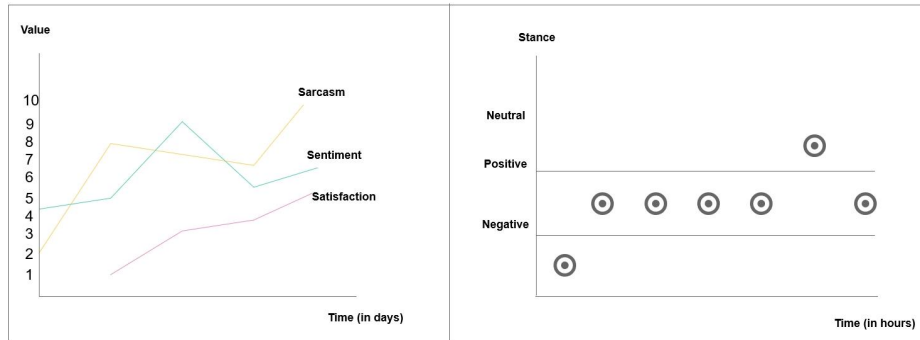 Value
10
9
8
7
6
5
4
3
2
1
Sarcasm
Sentiment
Satisfaction
Time (in days)
Stance
Neutral
Positive
Negative
Time (in hours)